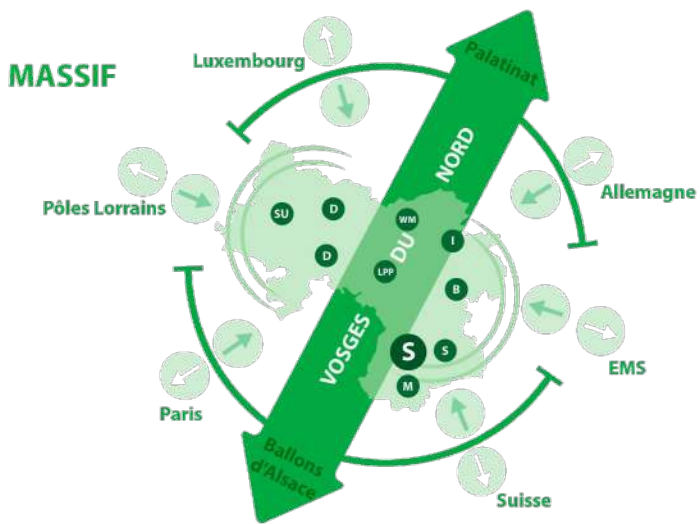 MASSIF
Luxembourg
Palatinat
NORD
DU
VOSGES
Ballons
d'Alsace
Pôles Lorrains
Allemagne
SU
D
WM
D
I
LPP
B
S
S
M
Paris
EMS
Suisse